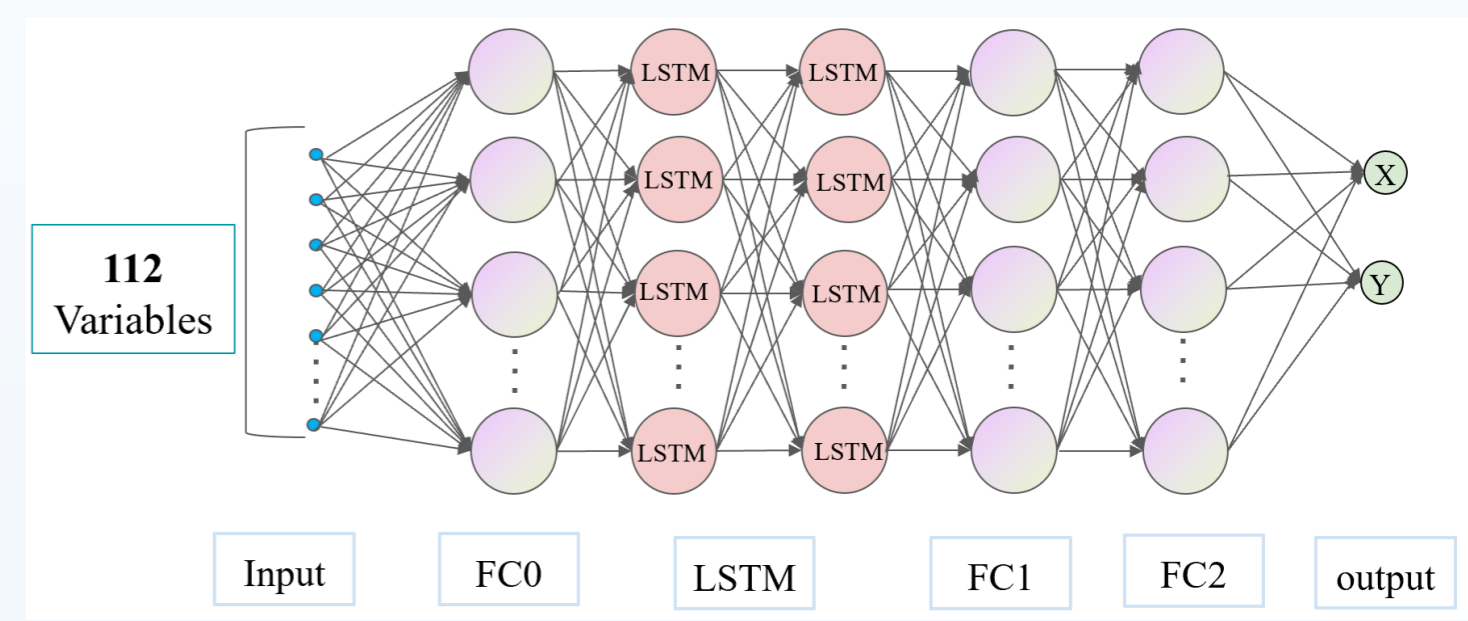 LSTM
LSTM
LSTM
LSTM
X
LSTM
LSTM
Y
112
Variables
LSTM
LSTM
Input
FC0
LSTM
FC1
FC2
output